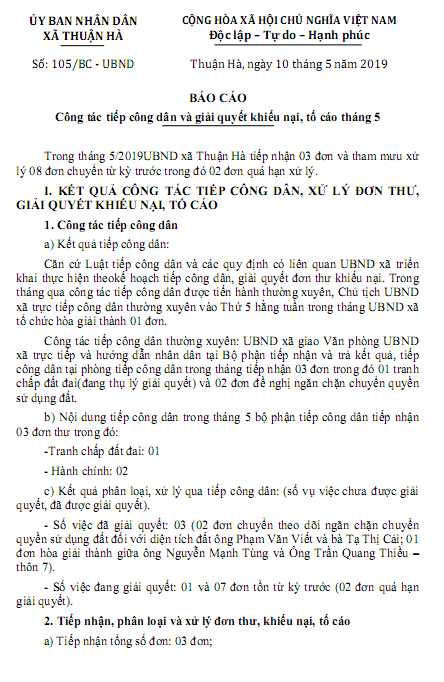 ỦY BAN NHÂN DÂN
XÃ THUẬN HÀ
CỘNG HÒA XÃ HỘI CHỦ NGHĨA VIỆT NAM
Độc lập – Tự do – Hạnh phúc
Số: 105/BC - UBND
Thuận Hà, ngày 10 tháng 5 năm 2019
BÁO CÁO
Công tác tiếp công dân và giải quyết khiếu nại, tố cáo tháng 5
Trong tháng 5/2019UBND xã Thuận Hà tiếp nhận 03 đơn và tham mưu xử
lý 08 đơn chuyển từ kỳ trước trong đó 02 đơn quá hạn xử lý.
I. KẾT QUẢ CÔNG TÁC TIẾP CÔNG DÂN, XỬ LÝ ĐƠN THƯ,
GIẢI QUYẾT KHIẾU NẠI, TỐ CÁO
1. Công tác tiếp công dân
a) Kết quả tiếp công dân:
Căn cứ Luật tiếp công dân và các quy định có liên quan UBND xã triển
khai thực hiện theokế hoạch tiếp công dân, giải quyết đơn thư khiếu nại. Trong
tháng qua công tác tiếp công dân được tiến hành thường xuyên, Chủ tịch UBND
xã trực tiếp công dân thường xuyên vào Thứ 5 hằng tuần trong tháng UBND xã
tổ chức hòa giải thành 01 đơn.
Công tác tiếp công dân thường xuyên: UBND xã giao Văn phòng UBND
xã trực tiếp và hướng dẫn nhân dân tại Bộ phận tiếp nhận và trả kết quả, tiếp
công dân tại phòng tiếp công dân trong tháng tiếp nhận 03 đơn trong đó 01 tranh
chấp đất đai(đang thụ lý giải quyết) và 02 đơn đề nghị ngăn chặn chuyển quyền
sử dụng đất.
b) Nội dung tiếp công dân trong tháng 5 bộ phận tiếp công dân tiếp nhận
03 đơn thư trong đó:
-Tranh chấp đất đai: 01
- Hành chính: 02
c) Kết quả phân loại, xử lý qua tiếp công dân: (số vụ việc chưa được giải
quyết, đã được giải quyết).
- Số việc đã giải quyết: 03 (02 đơn chuyển theo dõi ngăn chặn chuyển
quyền sử dụng đất đối với diện tích đất ông Phạm Văn Viết và bà Tạ Thị Cải; 01
đơn hòa giải thành giữa ông Nguyễn Mạnh Tùng và Ông Trần Quang Thiều –
thôn 7).
- Số việc đang giải quyết: 01 và 07 đơn tồn từ kỳ trước (02 đơn quá hạn
giải quyết).
2. Tiếp nhận, phân loại và xử lý đơn thư, khiếu nại, tố cáo
a) Tiếp nhận tổng số đơn: 03 đơn;